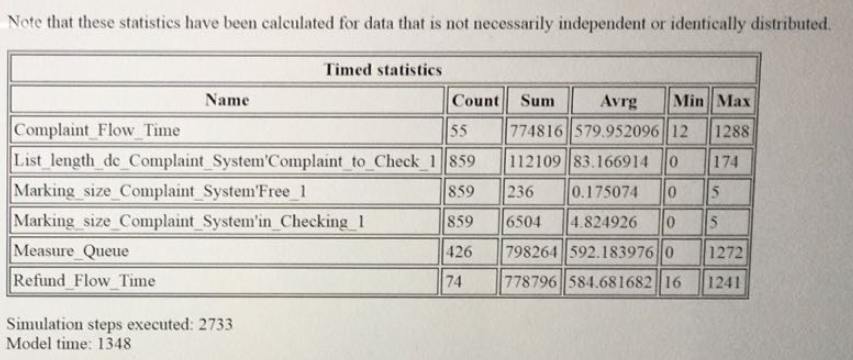 Note that these statistics have been calculated for data that is not necessarily independent or identically distributed.
Timed statistics
Name Count Sum Avrg Min Max
Complaint_Flow_Time 55 774816 579.952096 12 1288
List_length_dc_Complaint_System'Complaint_to_Check_1 859 112109 83.166914 0 174
Marking_size_Complaint_System'Free_1 859 236 0.175074 0 5
Marking_size_Complaint_System'in_Checking_1 859 6504 4.824926 0 5
Measure_Queue 426 798264 592.183976 0 1272
Refund_Flow_Time 74 778796 584.681682 16 1241
Simulation steps executed: 2733
Model time: 1348